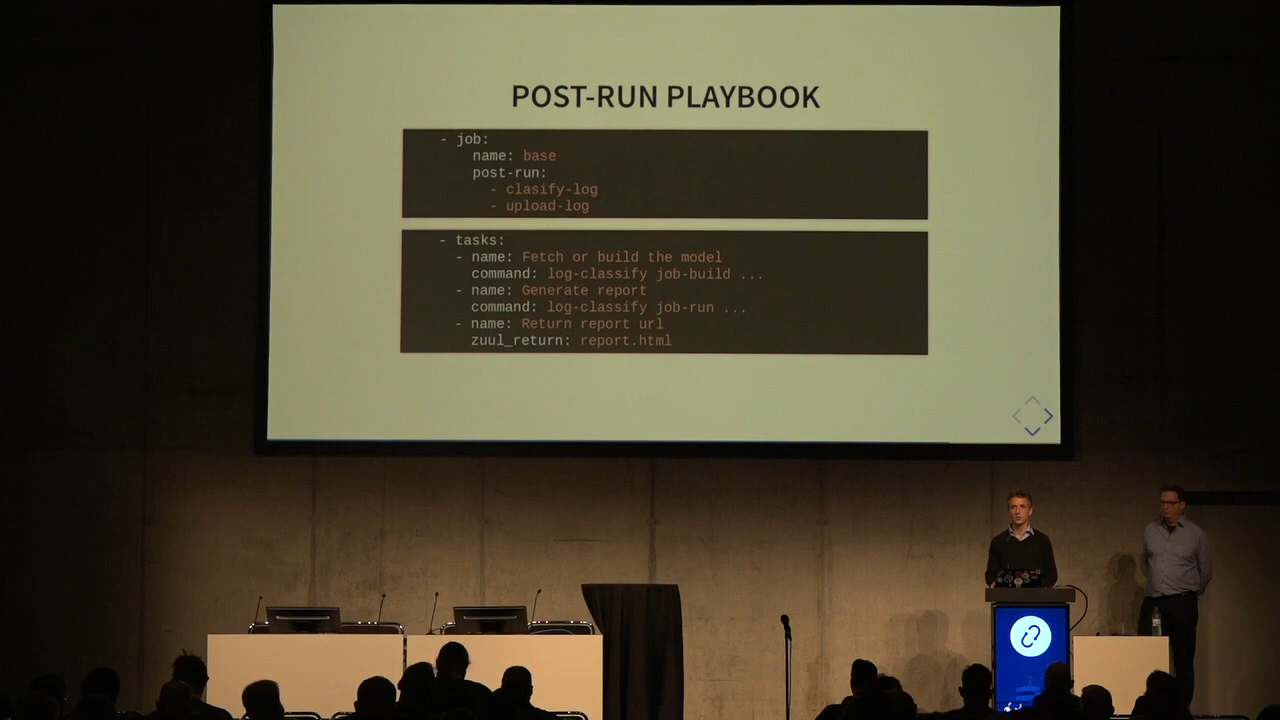 POST-RUN PLAYBOOK
- job:
name: base
post-run:
- clasify-log
- upload-log
- tasks:
- name: Fetch or build the model
command: log-classify job-build ...
- name: Generate report
command: log-classify job-run ...
- name: Return report url
zuul_return: report.html